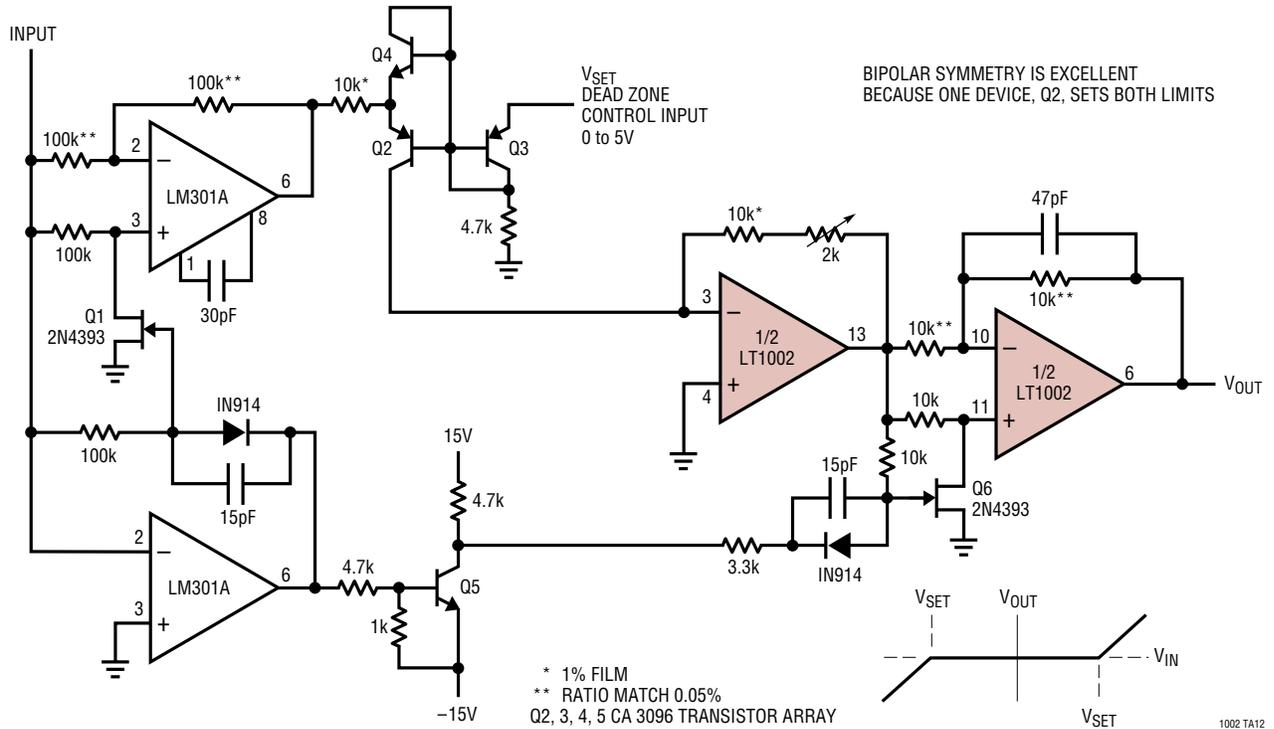 INPUT
100k**
100k**
2
–
LM301A
6
3
+
8
1
100k
30pF
10k*
Q4
Q2
Q3
VSET
DEAD ZONE
CONTROL INPUT
0 to 5V
4.7k
BIPOLAR SYMMETRY IS EXCELLENT
BECAUSE ONE DEVICE, Q2, SETS BOTH LIMITS
Q1
2N4393
100k
IN914
15pF
2
–
LM301A
6
3
+
4.7k
1k
15V
4.7k
Q5
–15V
10k*
2k
3
–
1/2
LT1002
13
+
4
47pF
10k**
10k**
10
–
1/2
LT1002
6
11
+
VOUT
10k
10k
15pF
Q6
2N4393
3.3k
IN914
VSET
VOUT
VIN
VSET
* 1% FILM
** RATIO MATCH 0.05%
Q2, 3, 4, 5 CA 3096 TRANSISTOR ARRAY
1002 TA12